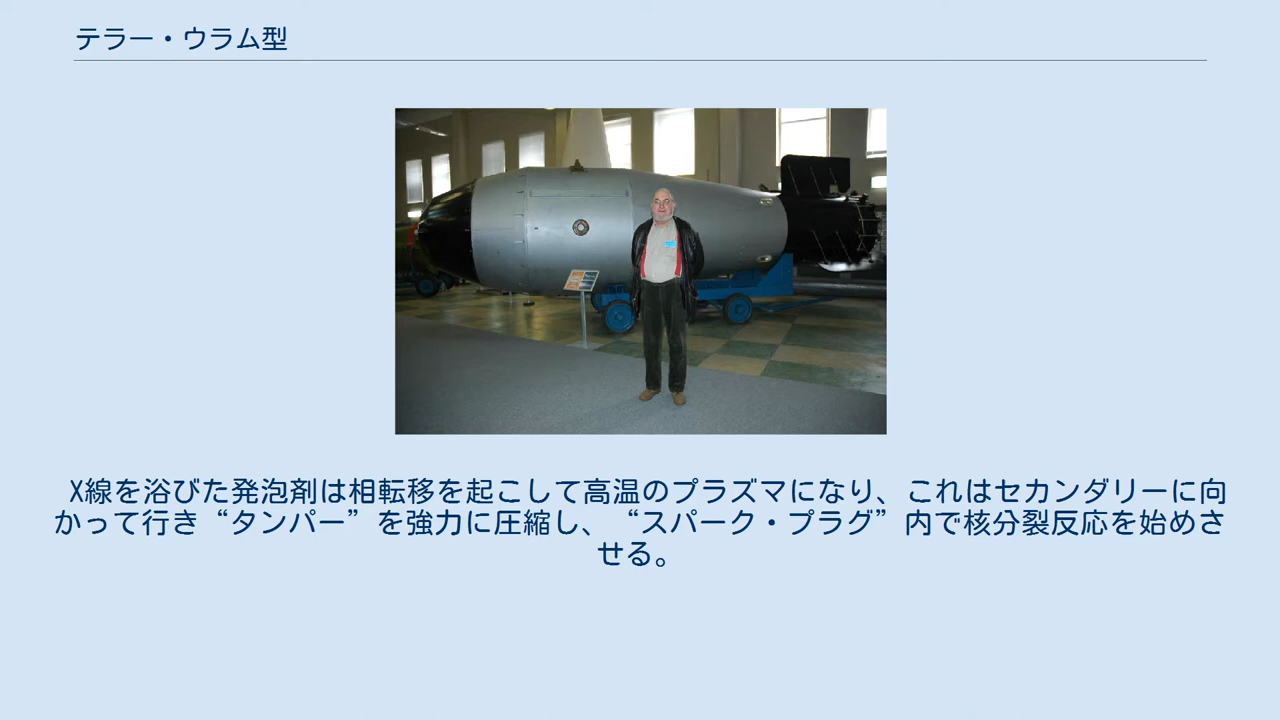 テラー・ウラム型
X線を浴びた発泡剤は相転移を起こして高温のプラズマになり、これはセカンダリーに向
かって行き“タンパー”を強力に圧縮し、“スパーク・プラグ”内で核分裂反応を始めさ
せる。